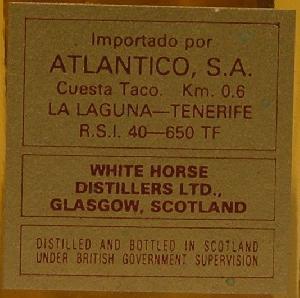 Importado por
ATLANTICO, S.A.
Cuesta Taco. Km. 0.6
LA LAGUNA—TENERIFE
R.S.I. 40—650 TF
WHITE HORSE
DISTILLERS LTD.,
GLASGOW, SCOTLAND
DISTILLED AND BOTTLED IN SCOTLAND
UNDER BRITISH GOVERNMENT SUPERVISION